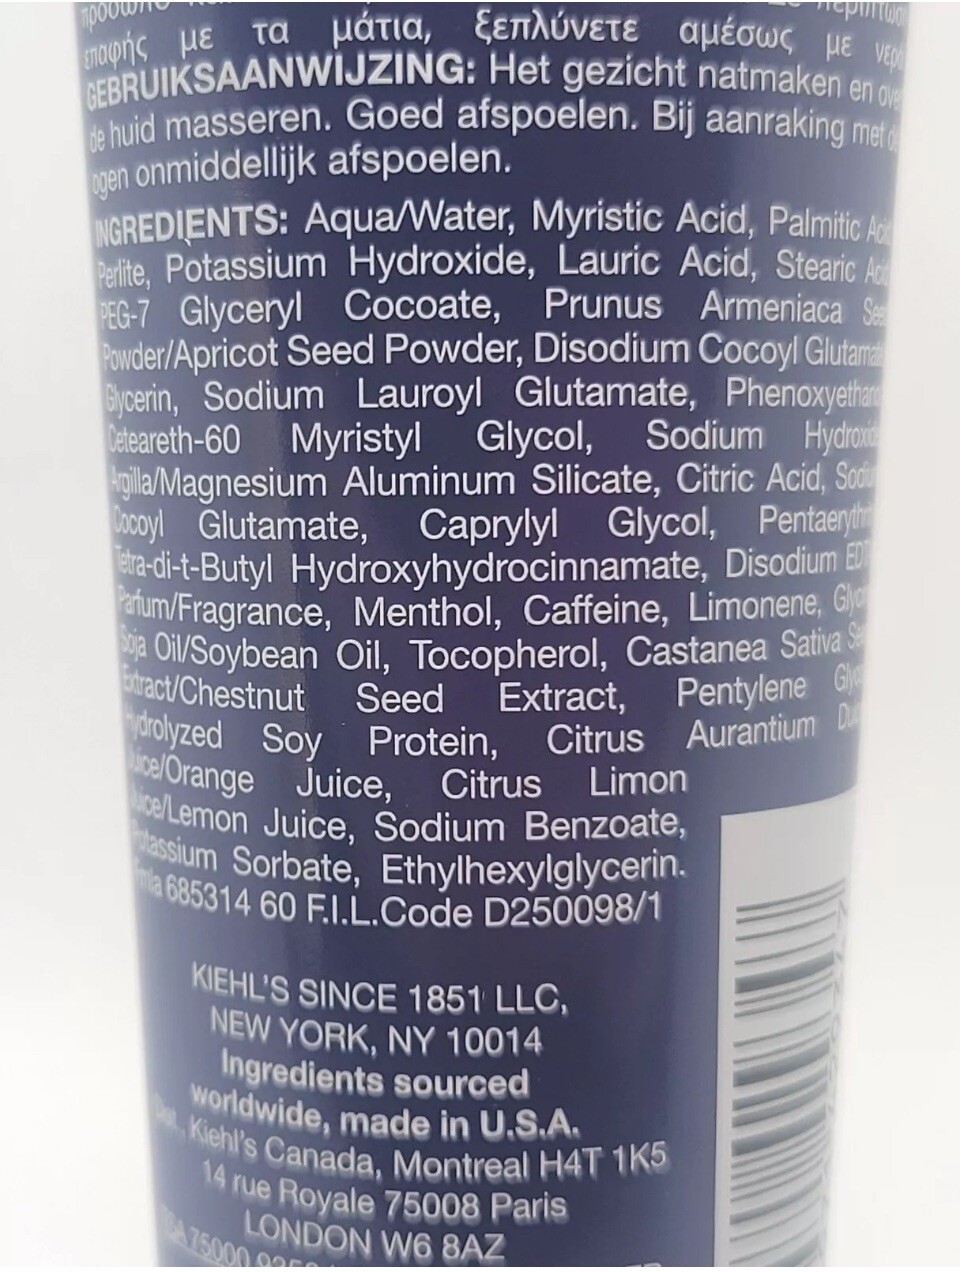 επαφής με τα μάτια, ξεπλύνετε αμέσως με
GEBRUIKSAANWIJZING: Het gezicht natmaken en
de huid masseren. Goed afspoelen. Bij aanraking met
ogen onmiddellijk afspoelen.
INGREDIENTS: Aqua/Water, Myristic Acid, Palmitic
Perlite, Potassium Hydroxide, Lauric Acid, Stearic
PEG-7 Glyceryl Cocoate, Prunus Armeniaca
Powder/Apricot Seed Powder, Disodium Cocoyl
Glycerin, Sodium Lauroyl Glutamate,
Ceteareth-60 Myristyl Glycol, Sodium
Argilla/Magnesium Aluminum Silicate, Citric Acid,
Cocoyl Glutamate, Caprylyl Glycol,
Tetra-di-t-Butyl Hydroxyhydrocinnamate, Disodium
Parfum/Fragrance, Menthol, Caffeine, Limonene,
Soja Oil/Soybean Oil, Tocopherol, Castanea Sativa
Extract/Chestnut Seed Extract, Pentylene
Hydrolyzed Soy Protein, Citrus Aurantium
Juice/Orange Juice, Citrus Limon
Juice/Lemon Juice, Sodium Benzoate,
Potassium Sorbate, Ethylhexylglycerin.
Fmla 685314 60 F.I.L.Code D250098/1
KIEHL'S SINCE 1851 LLC,
NEW YORK, NY 10014
Ingredients sourced
worldwide, made in U.S.A.
Dist., Kiehl's Canada, Montreal H4T 1K5
14 rue Royale 75008 Paris
LONDON W6 8AZ
75000